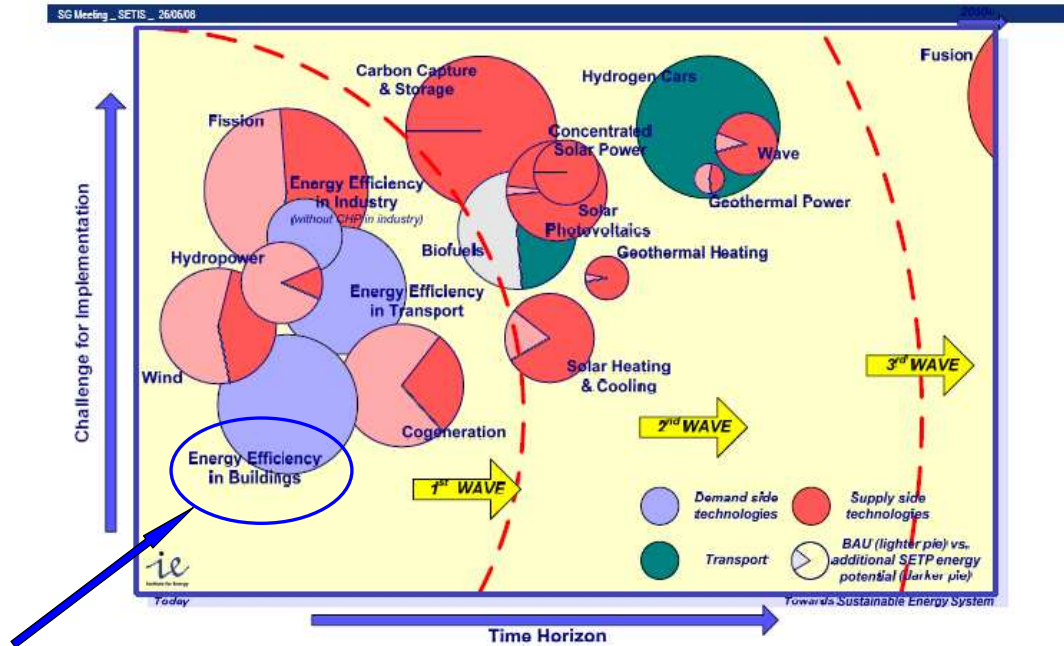 SG Meeting _ SETIS _ 26/06/08
Fusion
Carbon Capture
& Storage
Hydrogen Cars
Fission
Concentrated
Solar Power
Wave
Energy Efficiency
in Industry
(without CHP in industry)
Geothermal Power
Solar
Photovoltaics
Biofuels
Geothermal Heating
Hydropower
Energy Efficiency
in Transport
Wind
Solar Heating
& Cooling
3rd WAVE
Cogeneration
2nd WAVE
Energy Efficiency
in Buildings
1st WAVE
Demand side
technologies
Supply side
technologies
Transport
BAU (lighter pie) vs.
additional SETP energy
potential (darker pie)
ie
Institute for Energy
Challenge for Implementation
Today
Towards Sustainable Energy System
Time Horizon